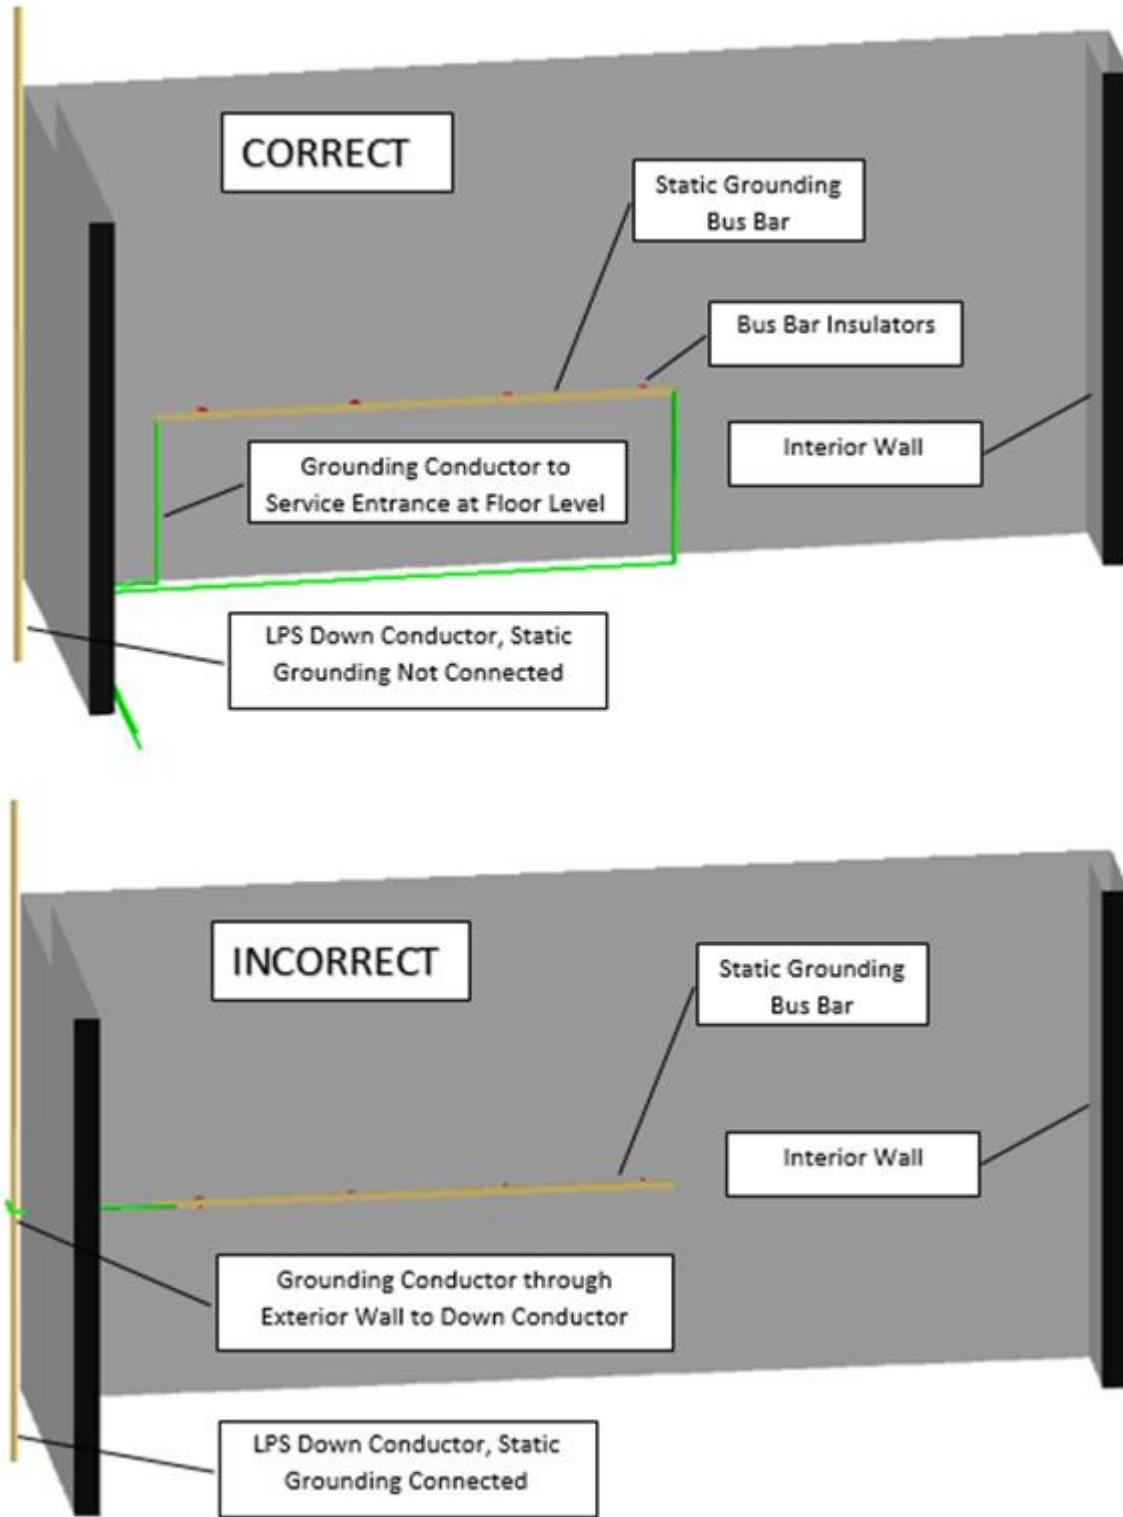 CORRECT
Static Grounding
Bus Bar
Bus Bar Insulators
Interior Wall
Grounding Conductor to
Service Entrance at Floor Level
LPS Down Conductor, Static
Grounding Not Connected
INCORRECT
Static Grounding
Bus Bar
Interior Wall
Grounding Conductor through
Exterior Wall to Down Conductor
LPS Down Conductor, Static
Grounding Connected